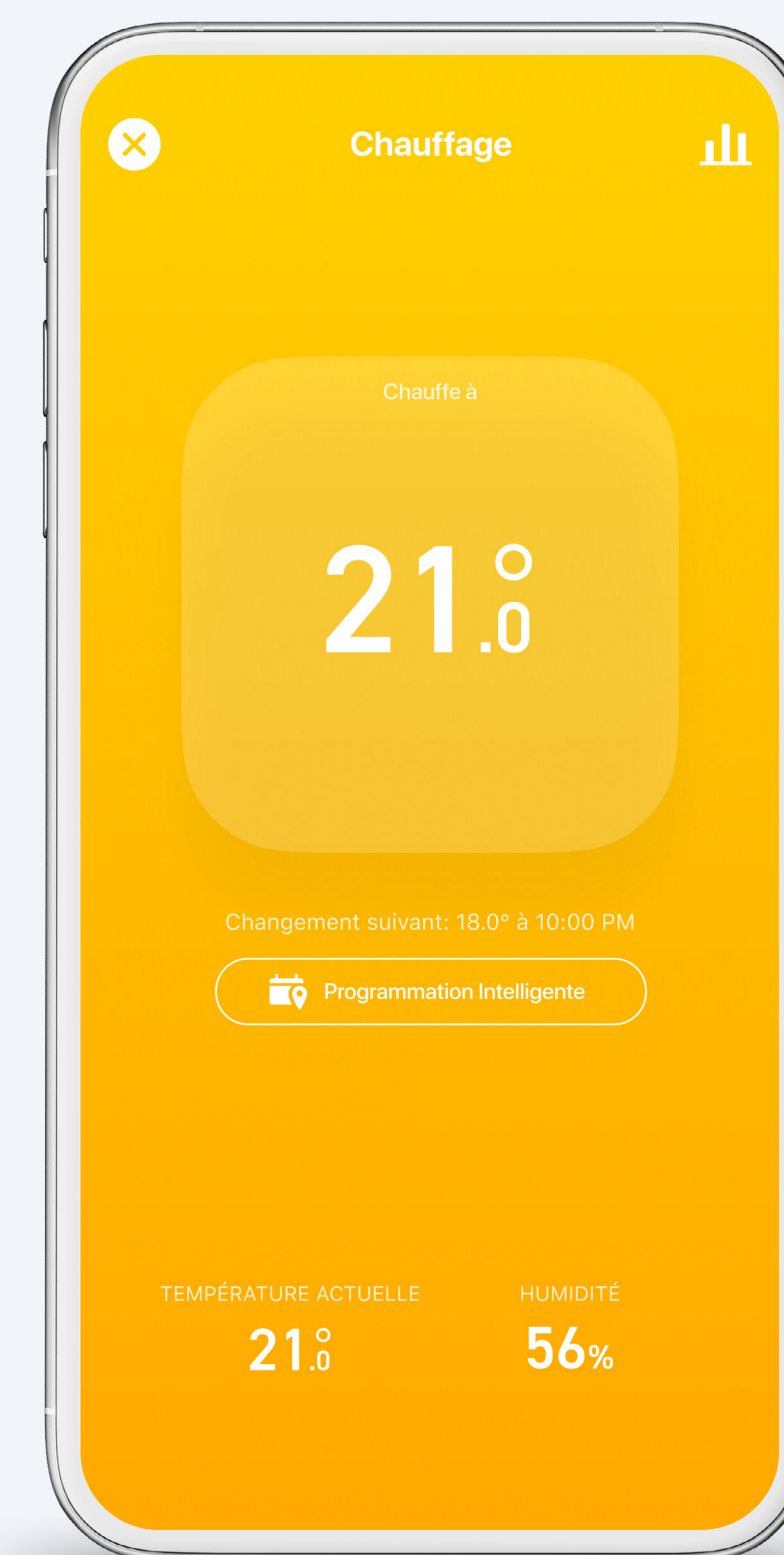 Chauffage
Chauffe à
21.0°
Changement suivant: 18.0° à 10:00 PM
Programmation Intelligente
TEMPÉRATURE ACTUELLE HUMIDITÉ
21.0° 56%